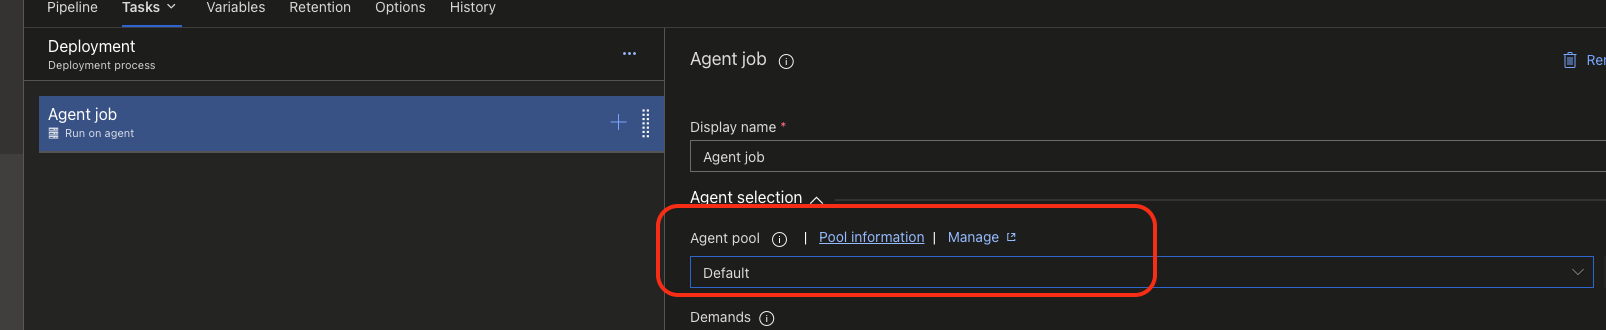 Pipeline Tasks Variables Retention Options History
Deployment
Deployment process
Agent job
Run on agent
Agent job
Display name *
Agent job
Agent selection
Agent pool | Pool information | Manage
Default
Demands